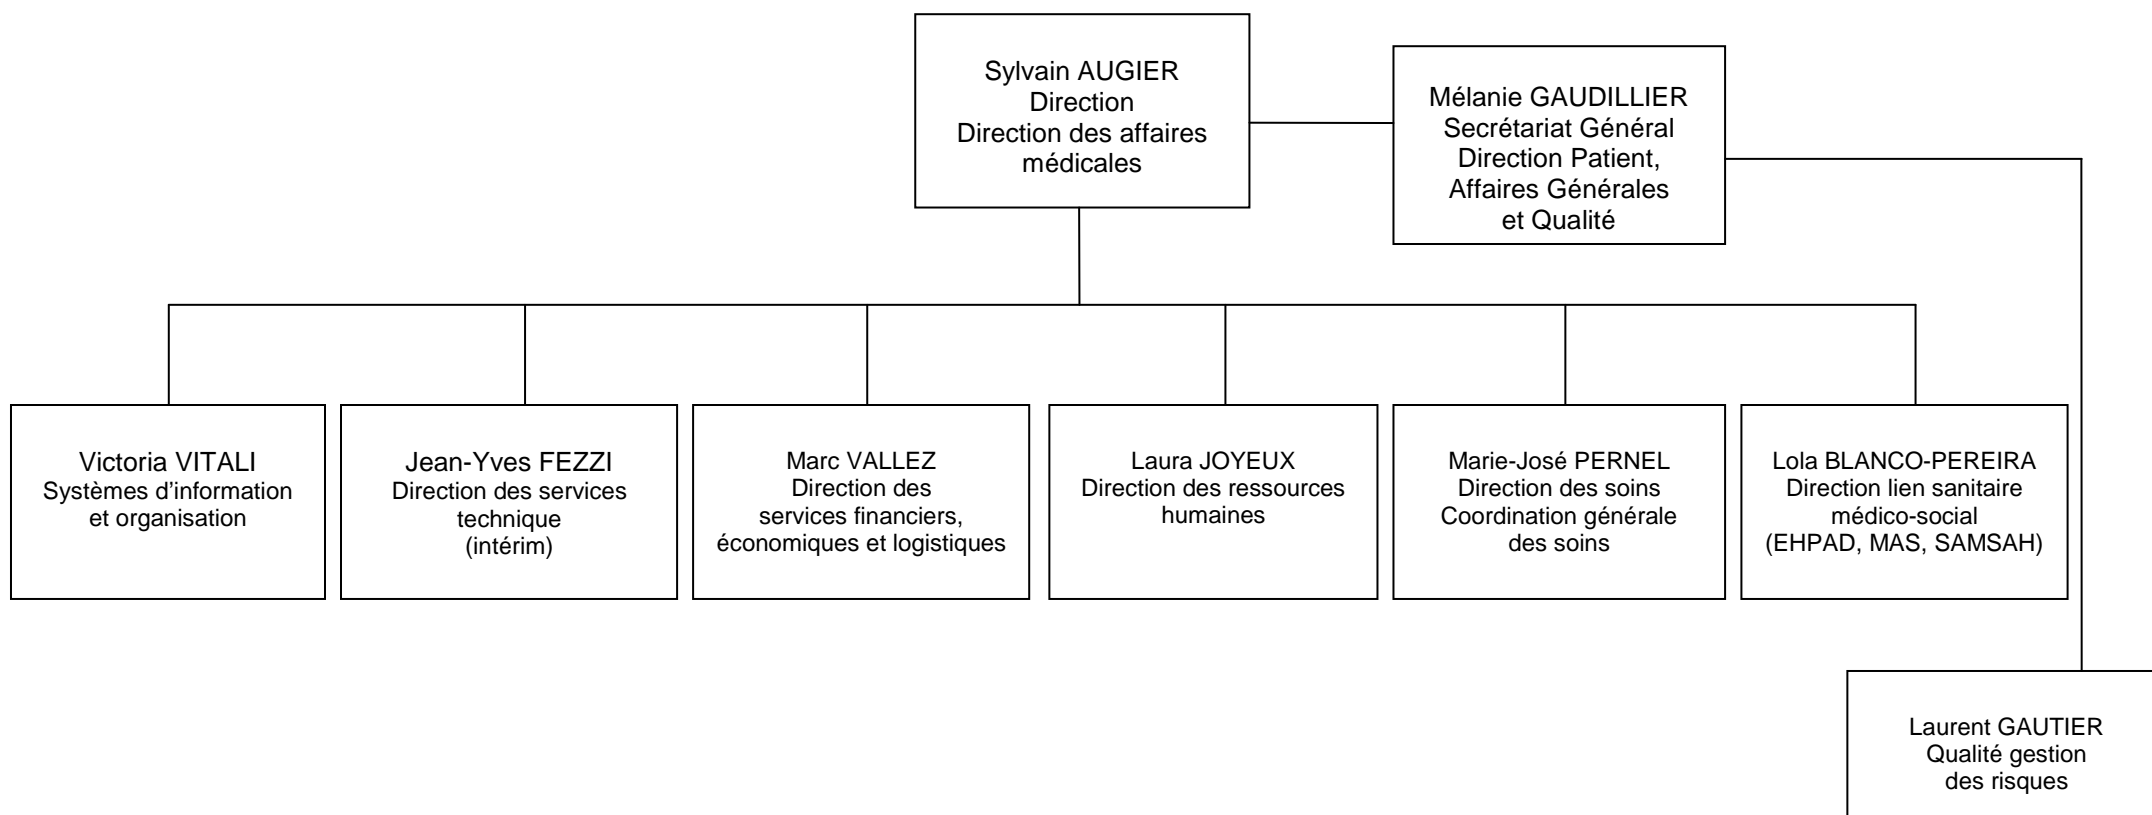 Sylvain AUGIER
Direction
Direction des affaires
médicales
Mélanie GAUDILLIER
Secrétariat Général
Direction Patient,
Affaires Générales
et Qualité
Victoria VITALI
Systèmes d'information
et organisation
Jean-Yves FEZZI
Direction des services
technique
(intérim)
Marc VALLEZ
Direction des
services financiers,
économiques et logistiques
Laura JOYEUX
Direction des ressources
humaines
Marie-José PERNEL
Direction des soins
Coordination générale
des soins
Lola BLANCO-PEREIRA
Direction lien sanitaire
médico-social
(EHPAD, MAS, SAMSAH)
Laurent GAUTIER
Qualité gestion
des risques